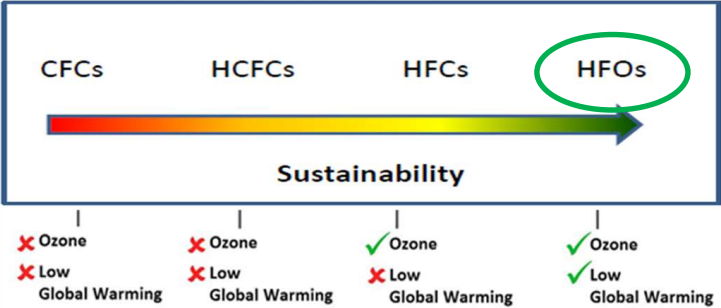 CFCs HCFCs HFCs HFOs
Sustainability
Ozone Ozone Ozone Ozone
Low Low Low Low
Global Warming Global Warming Global Warming Global Warming